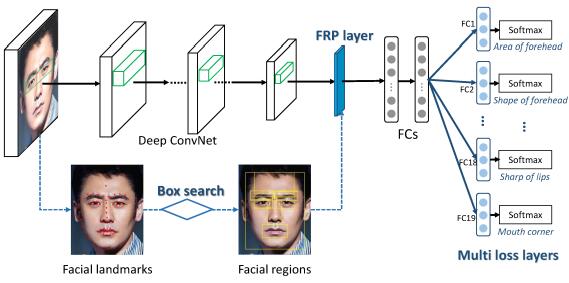 FRP layer
FC1
Softmax
Area of forehead
FC2
Softmax
Shape of forehead
Deep ConvNet
FCs
Box search
FC18
Softmax
Sharp of lips
FC19
Softmax
Mouth corner
Facial landmarks
Facial regions
Multi loss layers